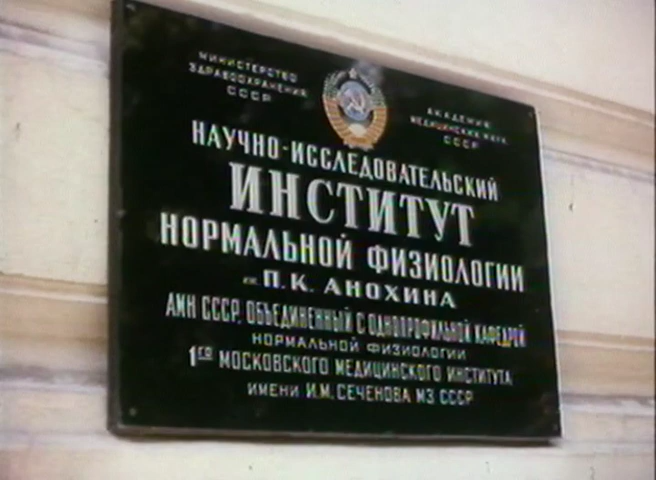 МИНИСТЕРСТВО
ЗДРАВООХРАНЕНИЯ
СССР
АКАДЕМИЯ
МЕДИЦИНСКИХ НАУК
СССР
НАУЧНО-ИССЛЕДОВАТЕЛЬСКИЙ
ИНСТИТУТ
НОРМАЛЬНОЙ ФИЗИОЛОГИИ
им. П. К. АНОХИНА
АМН СССР, ОБЪЕДИНЕННЫЙ С ОДНОПРОФИЛЬНОЙ КАФЕДРОЙ
НОРМАЛЬНОЙ ФИЗИОЛОГИИ
1го МОСКОВСКОГО МЕДИЦИНСКОГО ИНСТИТУТА
ИМЕНИ И.М. СЕЧЕНОВА МЗ СССР